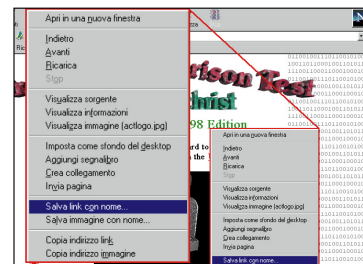 Apri in una nuova finestra
Indietro
Avanti
Ricarica
Stop
Visualizza sorgente
Visualizza informazioni
Visualizza immagine (actlogo.jpg)
Imposta come sfondo del desktop
Aggiungi segnalibro
Crea collegamento
Invia pagina
Salva link con nome...
Salva immagine con nome...
Copia indirizzo link
Copia indirizzo immagine
rison Test
98 Edition
Apri in una nuova finestra
Indietro
Avanti
Ricarica
Stop
Visualizza sorgente
Visualizza informazioni
Visualizza immagine (actlogo.jpg)
Imposta come sfondo del desktop
Aggiungi segnalibro
Crea collegamento
Invia pagina
Salva link con nome...